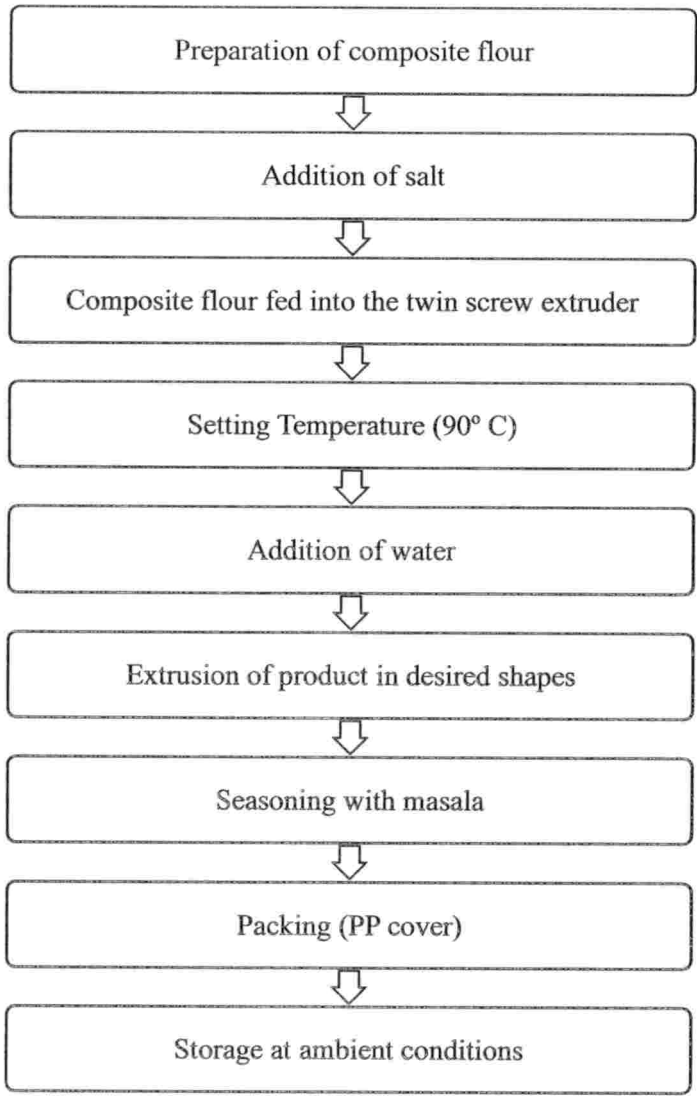 Preparation of composite flour
Addition of salt
Composite flour fed into the twin screw extruder
Setting Temperature (90º C)
Addition of water
Extrusion of product in desired shapes
Seasoning with masala
Packing (PP cover)
Storage at ambient conditions